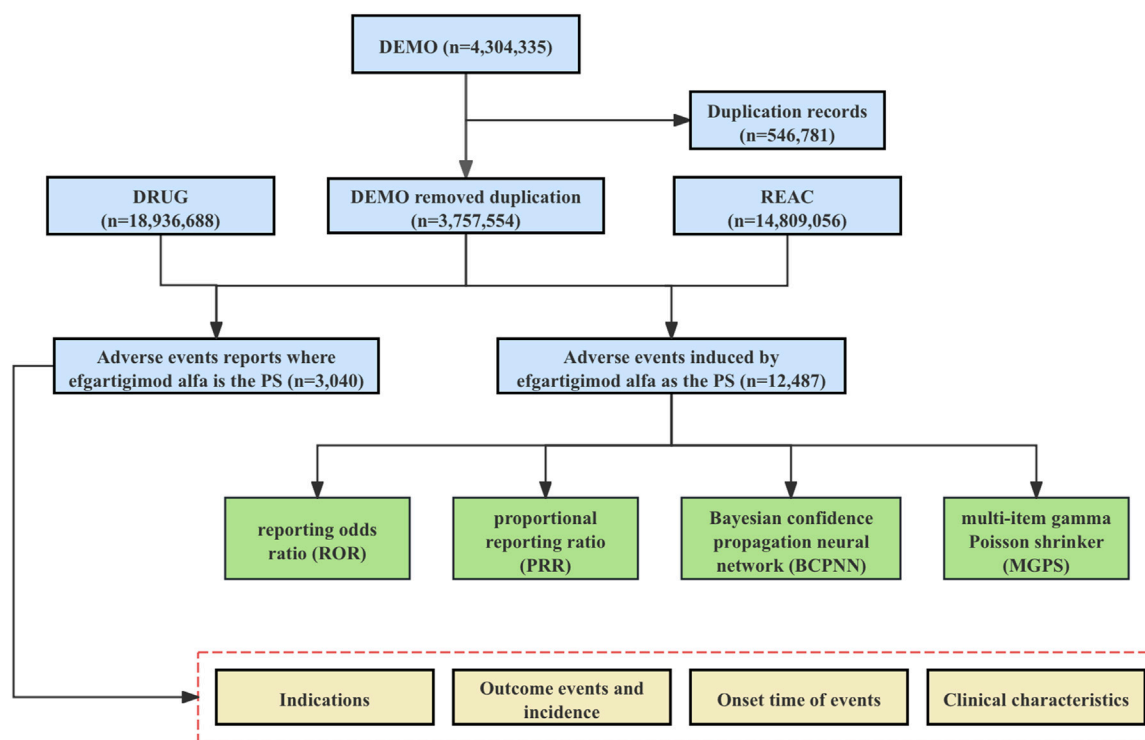 DEMO (n=4,304,335)
Duplication records
(n=546,781)
DRUG
(n=18,936,688)
DEMO removed duplication
(n=3,757,554)
REAC
(n=14,809,056)
Adverse events reports where
efgartigimod alfa is the PS (n=3,040)
Adverse events induced by
efgartigimod alfa as the PS (n=12,487)
reporting odds
ratio (ROR)
proportional
reporting ratio
(PRR)
Bayesian confidence
propagation neural
network (BCPNN)
multi-item gamma
Poisson shrinker
(MGPS)
Indications
Outcome events and
incidence
Onset time of events
Clinical characteristics